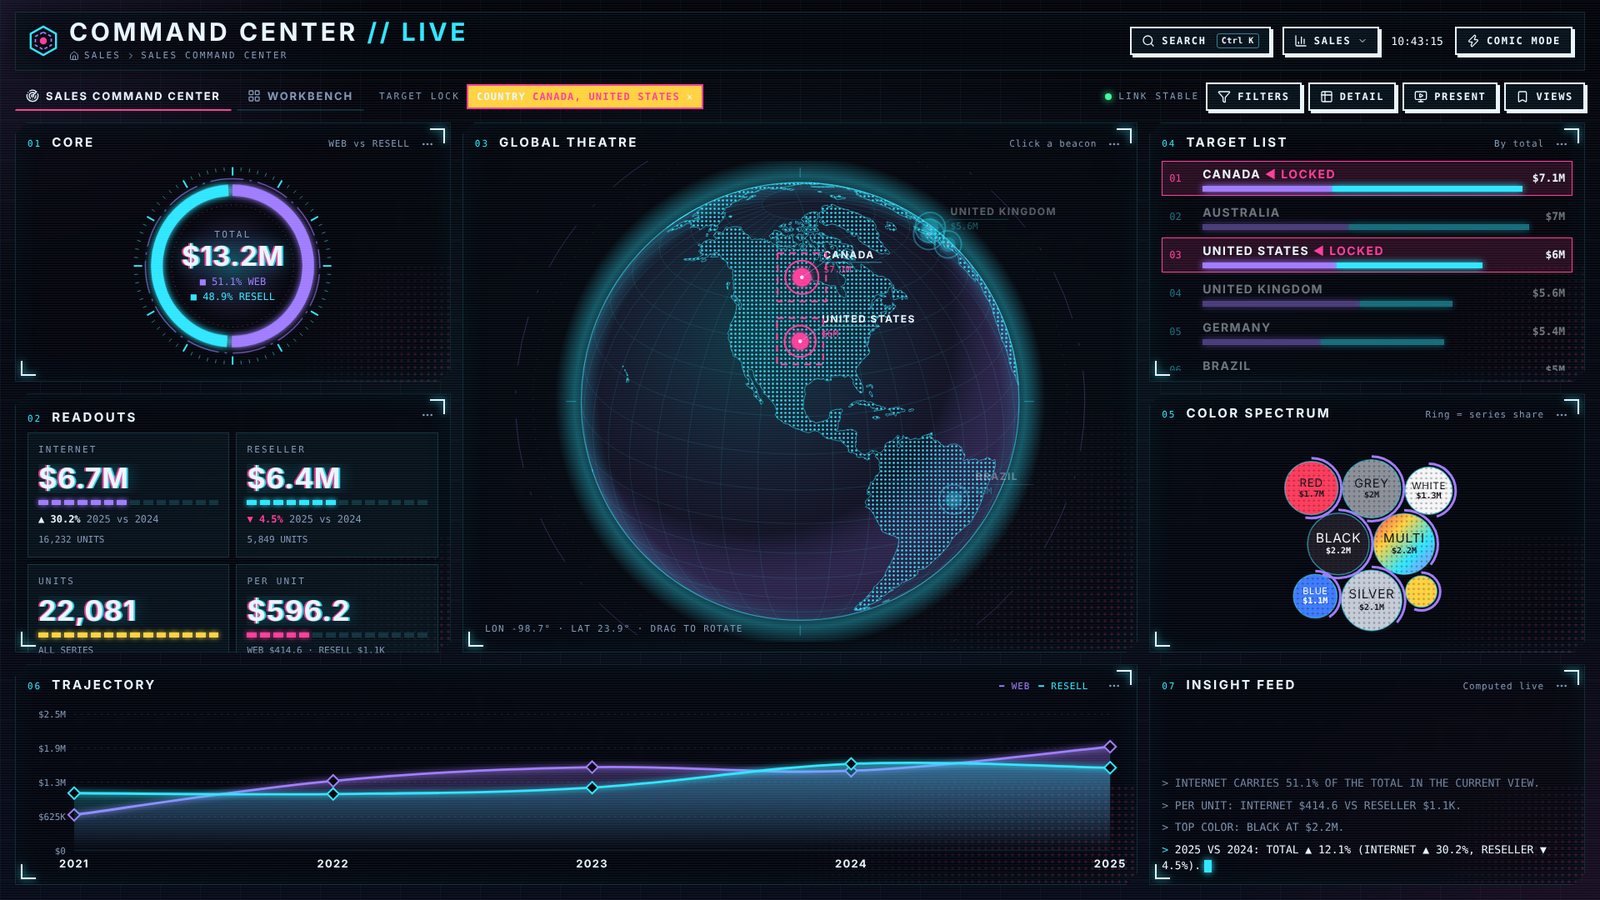 COMMAND CENTER // LIVE
SALES > SALES COMMAND CENTER
SEARCH Ctrl K
SALES
10:43:15
COMIC MODE
SALES COMMAND CENTER
WORKBENCH
TARGET LOCK
COUNTRY CANADA, UNITED STATES ×
LINK STABLE
FILTERS
DETAIL
PRESENT
VIEWS
01 CORE
WEB vs RESELL
TOTAL
$13.2M
51.1% WEB
48.9% RESELL
02 READOUTS
INTERNET
$6.7M
▲ 30.2% 2025 vs 2024
16,232 UNITS
RESELLER
$6.4M
▼ 4.5% 2025 vs 2024
5,849 UNITS
UNITS
22,081
ALL SERIES
PER UNIT
$596.2
WEB $414.6 · RESELL $1.1K
03 GLOBAL THEATRE
Click a beacon
UNITED KINGDOM
$5.6M
CANADA
UNITED STATES
BRAZIL
LON -98.7° · LAT 23.9° · DRAG TO ROTATE
04 TARGET LIST
By total
01 CANADA ◀ LOCKED $7.1M
02 AUSTRALIA $7M
03 UNITED STATES ◀ LOCKED $6M
04 UNITED KINGDOM $5.6M
05 GERMANY $5.4M
06 BRAZIL $5M
05 COLOR SPECTRUM
Ring = series share
RED
$1.7M
GREY
$2M
WHITE
$1.3M
BLACK
$2.2M
MULTI
$2.2M
BLUE
$1.1M
SILVER
$2.1M
06 TRAJECTORY
WEB
RESELL
$2.5M
$1.9M
$1.3M
$625K
$0
2021
2022
2023
2024
2025
07 INSIGHT FEED
Computed live
> INTERNET CARRIES 51.1% OF THE TOTAL IN THE CURRENT VIEW.
> PER UNIT: INTERNET $414.6 VS RESELLER $1.1K.
> TOP COLOR: BLACK AT $2.2M.
> 2025 VS 2024: TOTAL ▲ 12.1% (INTERNET ▲ 30.2%, RESELLER ▼
4.5%).